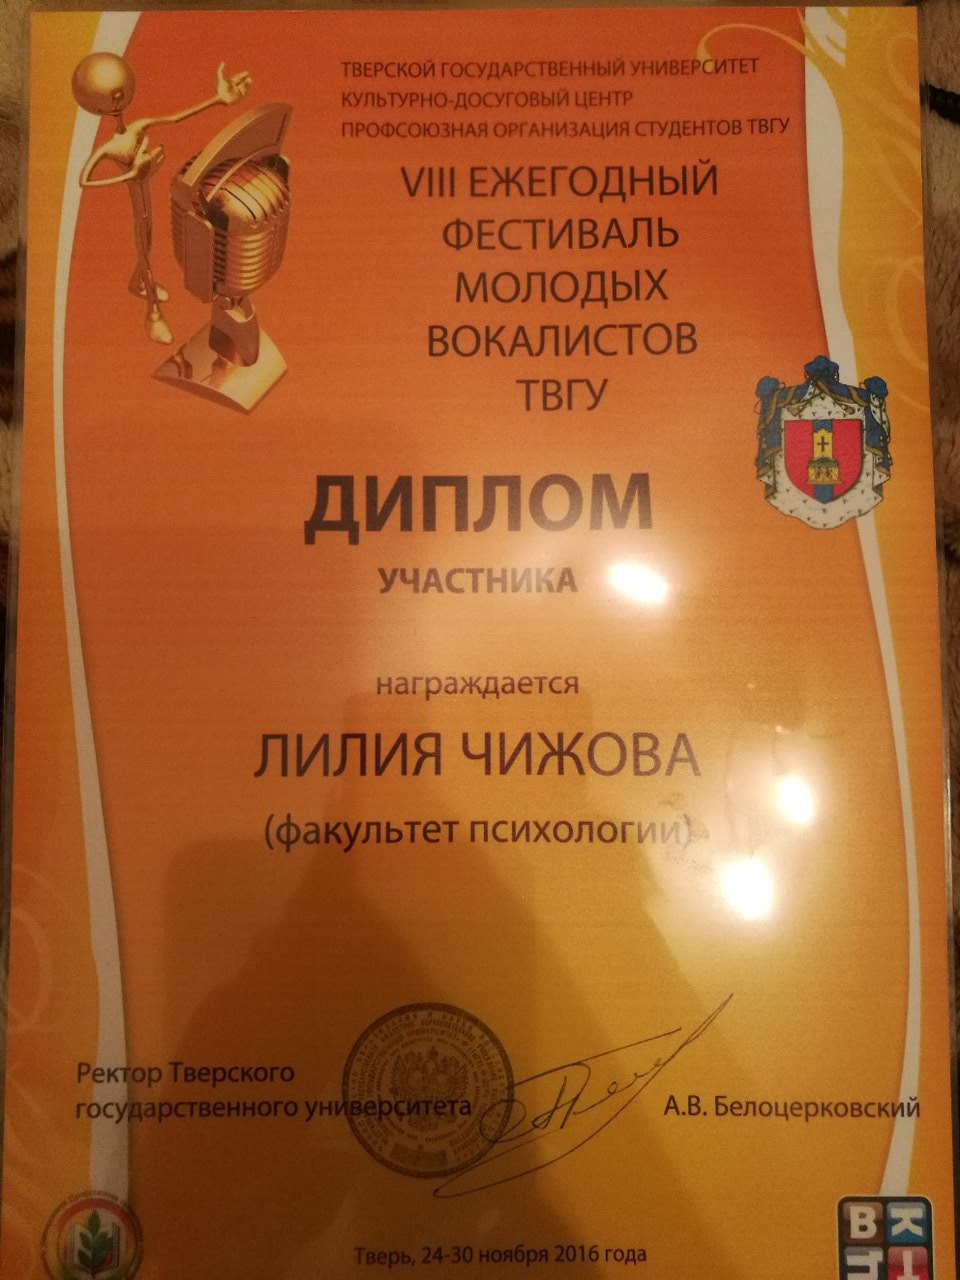 ТВЕРСКОЙ ГОСУДАРСТВЕННЫЙ УНИВЕРСИТЕТ
КУЛЬТУРНО-ДОСУГОВЫЙ ЦЕНТР
ПРОФСОЮЗНАЯ ОРГАНИЗАЦИЯ СТУДЕНТОВ ТВГУ
VIII ЕЖЕГОДНЫЙ
ФЕСТИВАЛЬ
МОЛОДЫХ
ВОКАЛИСТОВ
ТВГУ
ДИПЛОМ
УЧАСТНИКА
награждается
ЛИЛИЯ ЧИЖОВА
(факультет психологии)
Ректор Тверского
государственного университета
А.В. Белоцерковский
Тверь, 24-30 ноября 2016 года